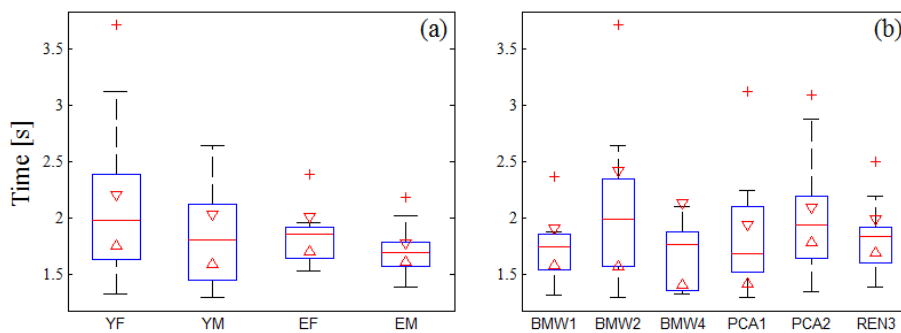 (a)
(b)
Time [s]
3.5
3
2.5
2
1.5
YF YM EF EM
3.5
3
2.5
2
1.5
BMW1 BMW2 BMW4 PCA1 PCA2 REN3